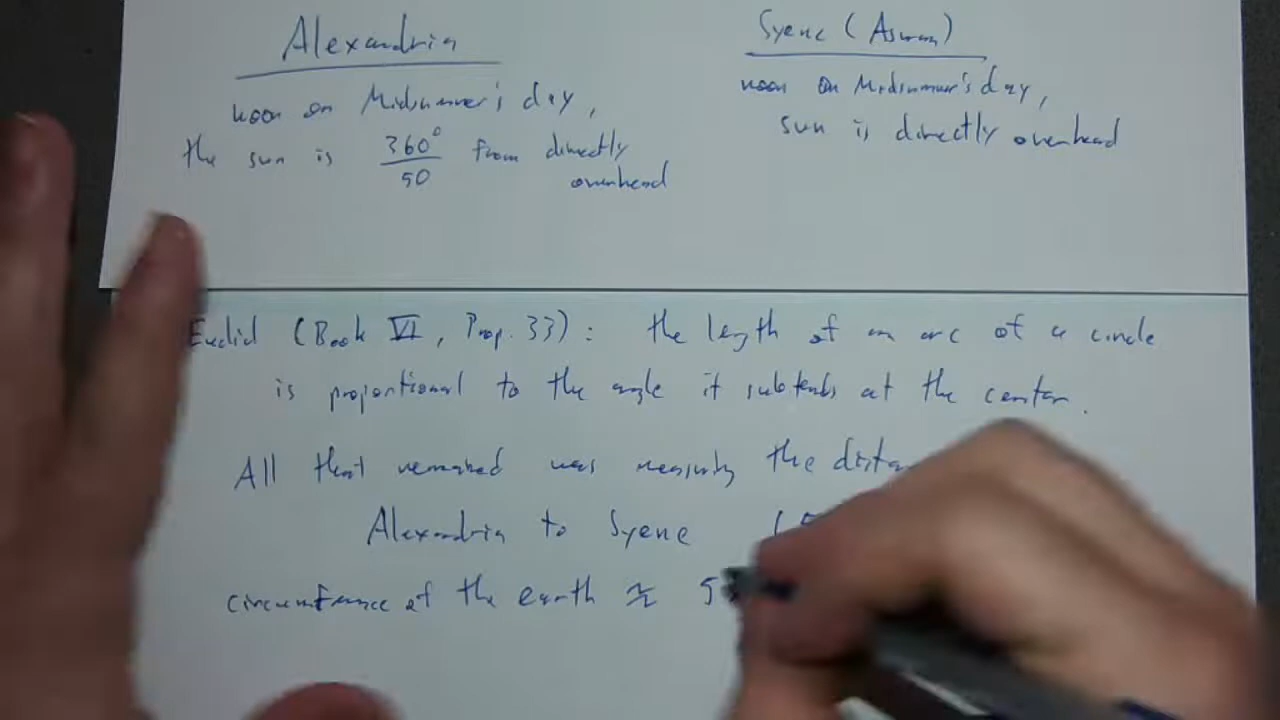 Alexandria
noon on Midsummer's day,
the sun is 360°/50 from directly
overhead
Syene (Aswan)
noon on Midsummer's day,
sun is directly overhead
Euclid (Book VI, Prop. 33): the length of an arc of a circle
is proportional to the angle it subtends at the center.
All that remained was measuring the
Alexandria to Syene (5
circumference of the earth ≈ 5